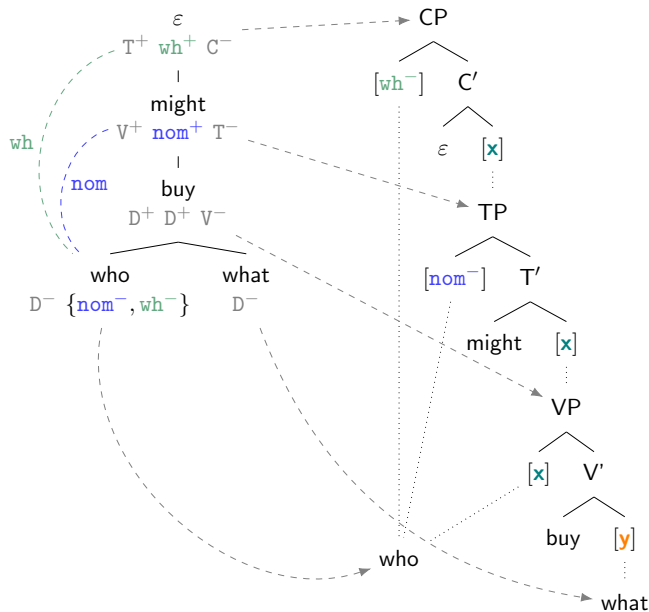 ε
T⁺ wh⁺ C⁻
might
V⁺ nom⁺ T⁻
buy
D⁺ D⁺ V⁻
who
D⁻ {nom⁻, wh⁻}
what
D⁻
wh
nom
CP
[wh⁻]
C′
ε
[x]
TP
[nom⁻]
T′
might
[x]
VP
[x]
V'
buy
[y]
who
what